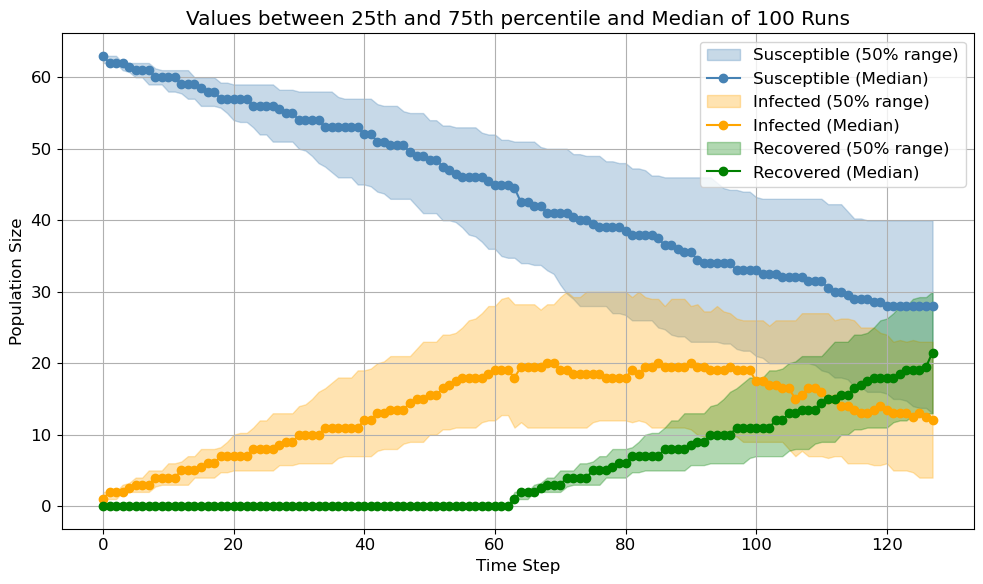 Values between 25th and 75th percentile and Median of 100 Runs
Susceptible (50% range)
Susceptible (Median)
Infected (50% range)
Infected (Median)
Recovered (50% range)
Recovered (Median)
Population Size
60
50
40
30
20
10
0
0 20 40 60 80 100 120
Time Step